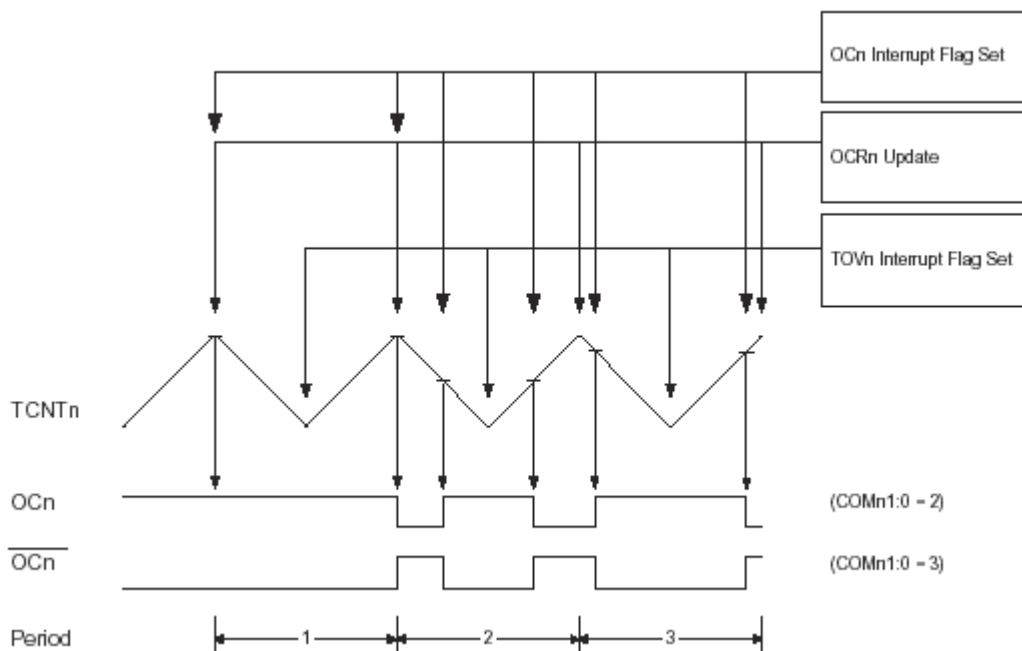 OCn Interrupt Flag Set
OCRn Update
TOVn Interrupt Flag Set
TCNTn
OCn
(COMn1:0 = 2)
OCn
(COMn1:0 = 3)
Period
1
2
3